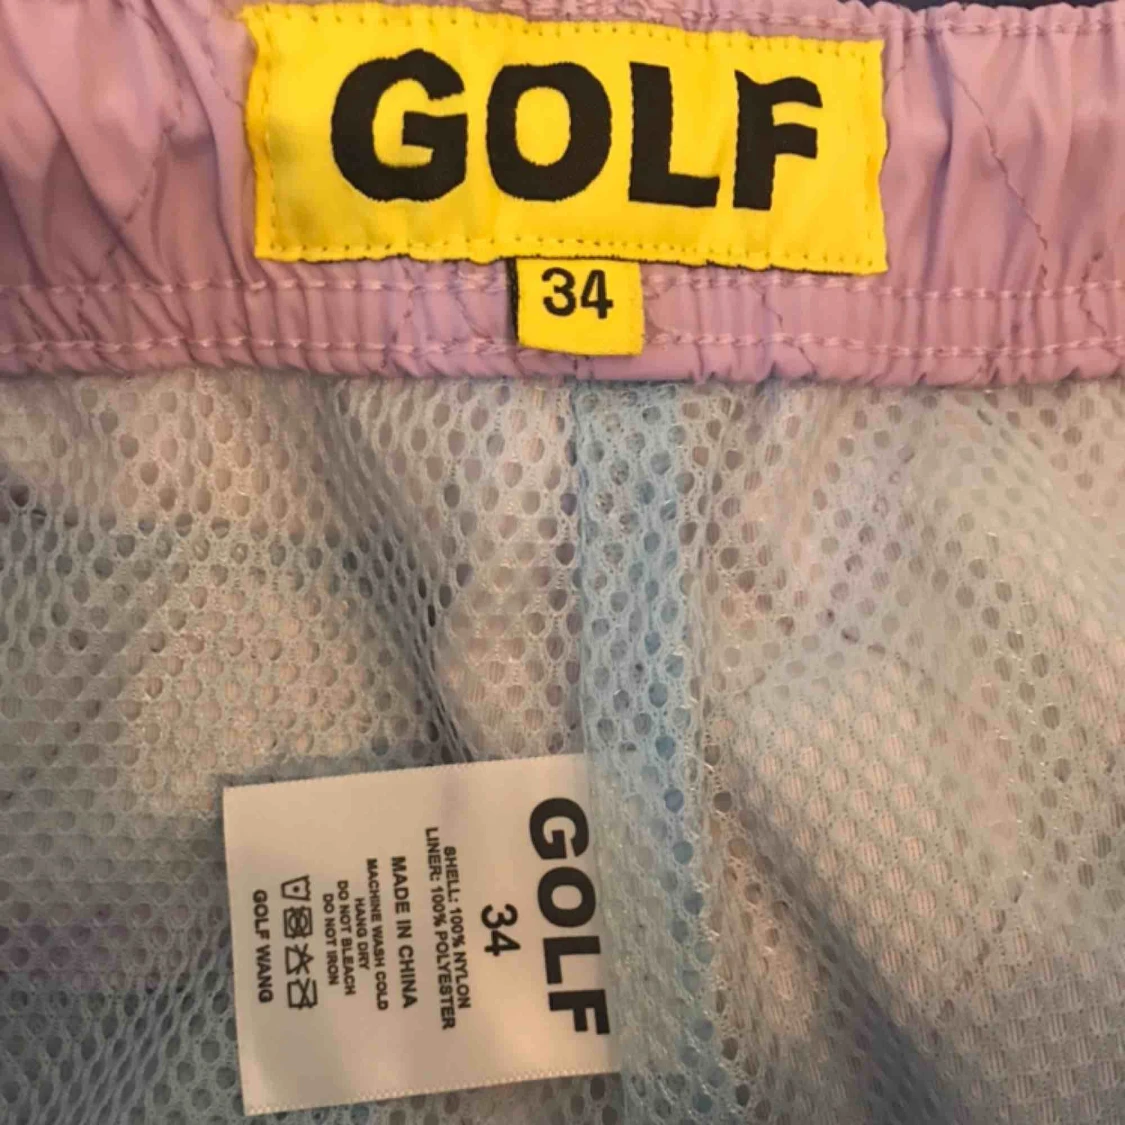 GOLF
34
GOLF
34
SHELL: 100% NYLON
LINER: 100% POLYESTER
MADE IN CHINA
MACHINE WASH COLD
HANG DRY
DO NOT BLEACH
DO NOT IRON
GOLF WANG